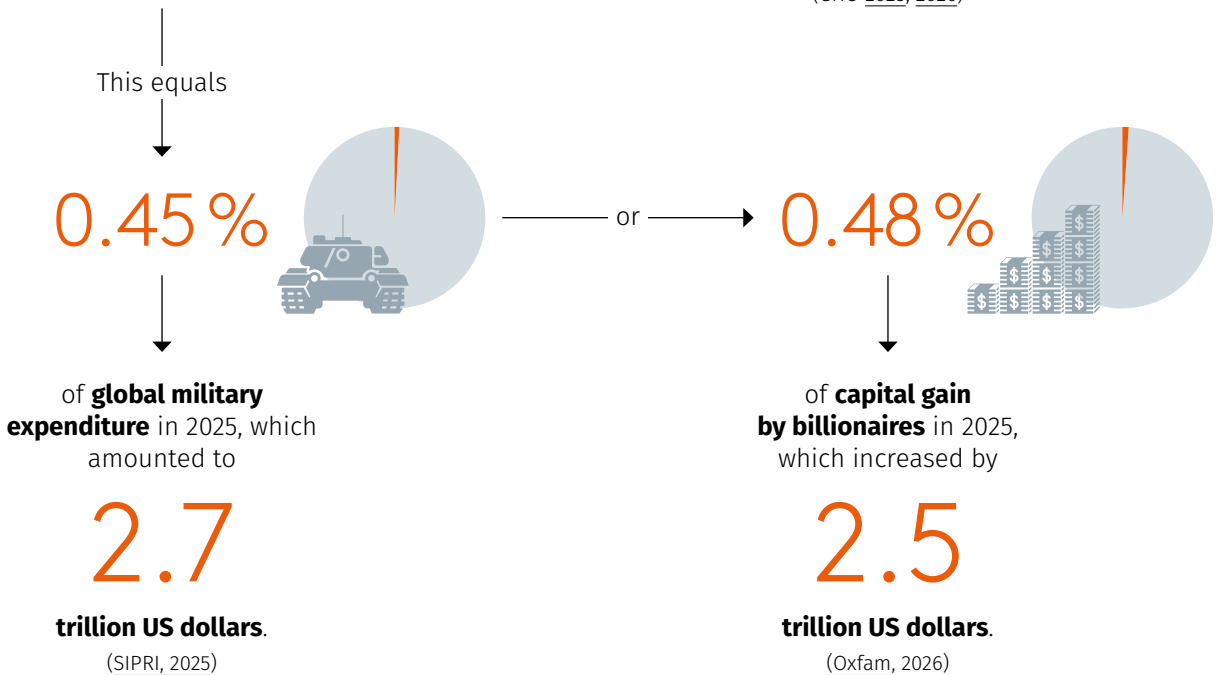 This equals
0.45 %
or
0.48 %
of global military
expenditure in 2025, which
amounted to
2.7
trillion US dollars.
(SIPRI, 2025)
of capital gain
by billionaires in 2025,
which increased by
2.5
trillion US dollars.
(Oxfam, 2026)